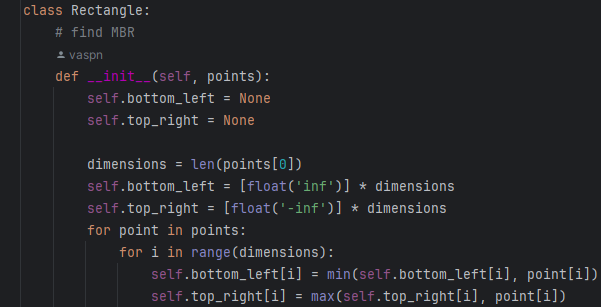 class Rectangle:
# find MBR
vaspn
def __init__(self, points):
self.bottom_left = None
self.top_right = None
dimensions = len(points[0])
self.bottom_left = [float('inf')] * dimensions
self.top_right = [float('-inf')] * dimensions
for point in points:
for i in range(dimensions):
self.bottom_left[i] = min(self.bottom_left[i], point[i])
self.top_right[i] = max(self.top_right[i], point[i])